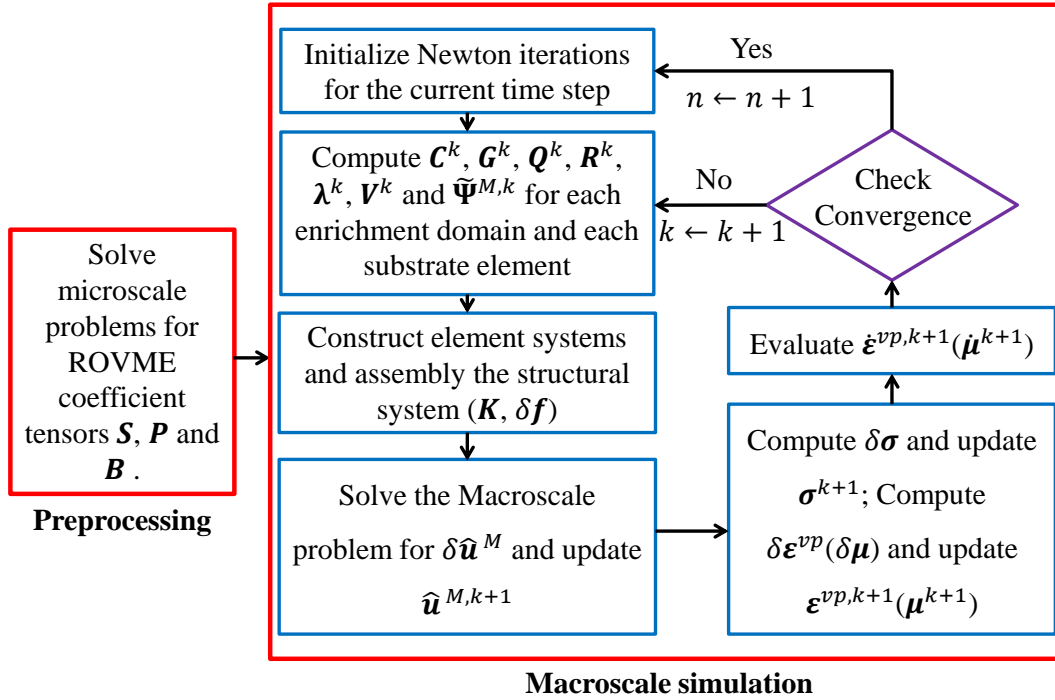 Solve
microscale
problems for
ROVME
coefficient
tensors S, P and
B .
Preprocessing
Initialize Newton iterations
for the current time step
Compute C^k, G^k, Q^k, R^k,
λ^k, V^k and Ψ̃^{M,k} for each
enrichment domain and each
substrate element
Construct element systems
and assembly the structural
system (K, δf)
Solve the Macroscale
problem for δû^M and update
û^{M,k+1}
Compute δσ and update
σ^{k+1}; Compute
δε^{vp}(δμ) and update
ε^{vp,k+1}(μ^{k+1})
Evaluate ε̇^{vp,k+1}(μ̇^{k+1})
Check
Convergence
Yes
n ← n + 1
No
k ← k + 1
Macroscale simulation